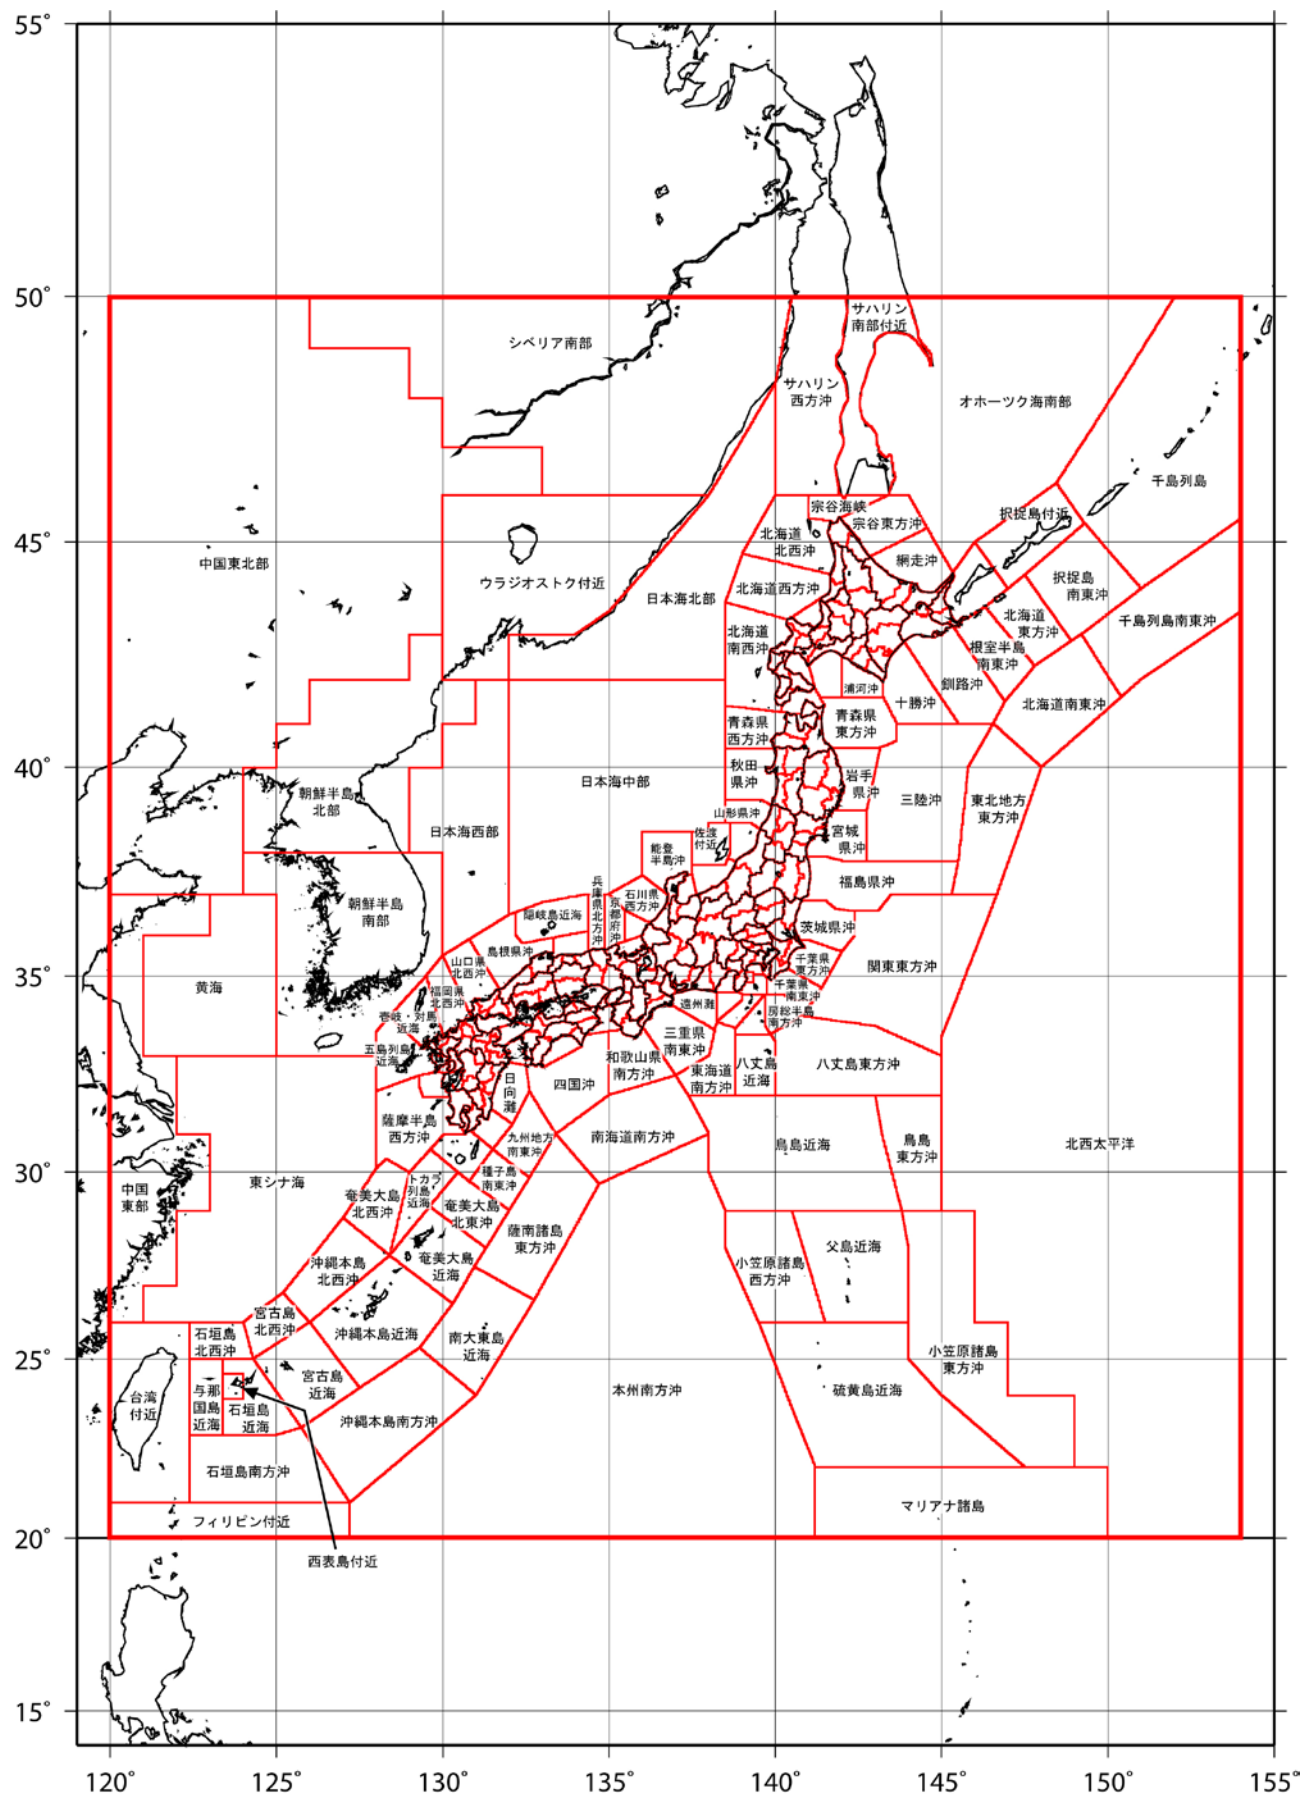 55°
50°
45°
40°
35°
30°
25°
20°
15°
120°
125°
130°
135°
140°
145°
150°
155°
シベリア南部
サハリン
南部付近
サハリン
西方沖
オホーツク海南部
千島列島
中国東北部
ウラジオストク付近
日本海北部
宗谷海峡
宗谷東方沖
北海道
北西沖
網走沖
択捉島付近
択捉島
南東沖
北海道西方沖
北海道
東方沖
千島列島南東沖
北海道
南西沖
根室半島
南東沖
釧路沖
十勝沖
浦河沖
北海道南東沖
青森県
西方沖
青森県
東方沖
秋田
県沖
岩手
県沖
三陸沖
東北地方
東方沖
山形県沖
佐渡
付近
宮城
県沖
能登
半島沖
福島県沖
朝鮮半島
北部
日本海西部
日本海中部
朝鮮半島
南部
隠岐島近海
兵庫県北方沖
京都府沖
石川県
西方沖
茨城県沖
千葉県
東方沖
千葉県
南東沖
関東東方沖
島根県沖
山口県
北西沖
福岡県
北西沖
壱岐・対馬
近海
五島列島
近海
黄海
遠州灘
房総半島
南方沖
三重県
南東沖
和歌山県
南方沖
東海道
南方沖
八丈島
近海
八丈島東方沖
四国沖
日向灘
薩摩半島
西方沖
九州地方
南東沖
南海道南方沖
鳥島近海
鳥島
東方沖
北西太平洋
中国
東部
東シナ海
種子島
南東沖
トカラ
列島
近海
奄美大島
北西沖
奄美大島
北東沖
奄美大島
近海
薩南諸島
東方沖
沖縄本島
北西沖
小笠原諸島
西方沖
父島近海
宮古島
北西沖
石垣島
北西沖
沖縄本島近海
南大東島
近海
小笠原諸島
東方沖
台湾
付近
与那
国島
近海
石垣島
近海
宮古島
近海
本州南方沖
硫黄島近海
沖縄本島南方沖
石垣島南方沖
マリアナ諸島
フィリピン付近
西表島付近